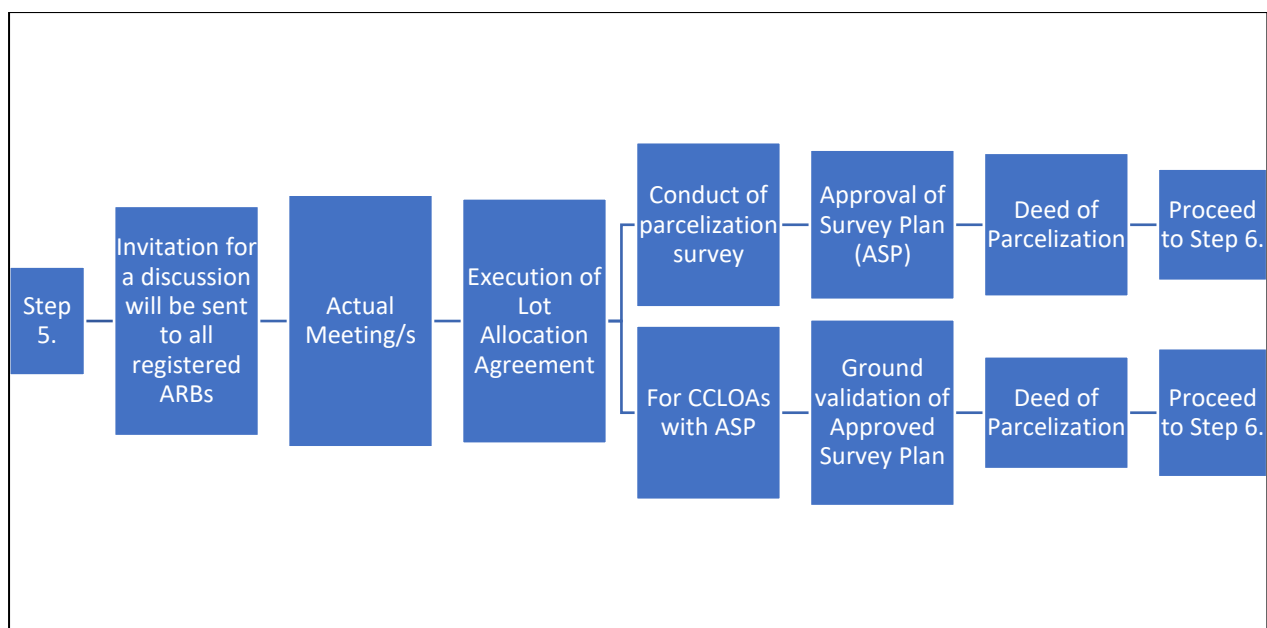 Step
5.
Invitation for
a discussion
will be sent
to all
registered
ARBs
Actual
Meeting/s
Execution of
Lot
Allocation
Agreement
Conduct of
parcelization
survey
Approval of
Survey Plan
(ASP)
Deed of
Parcelization
Proceed
to Step 6.
For CCLOAs
with ASP
Ground
validation of
Approved
Survey Plan
Deed of
Parcelization
Proceed
to Step 6.